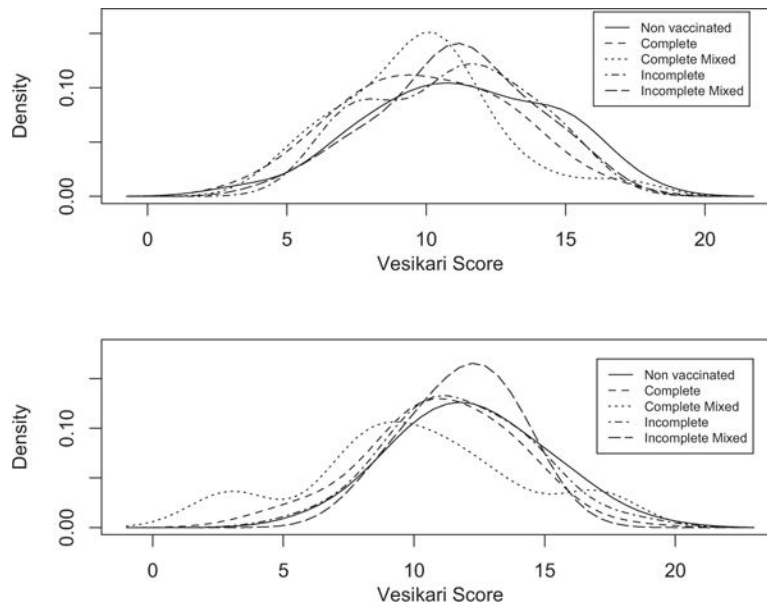 Density
0.10
0.00
Non vaccinated
Complete
Complete Mixed
Incomplete
Incomplete Mixed
0 5 10 15 20
Vesikari Score
Density
0.10
0.00
Non vaccinated
Complete
Complete Mixed
Incomplete
Incomplete Mixed
0 5 10 15 20
Vesikari Score